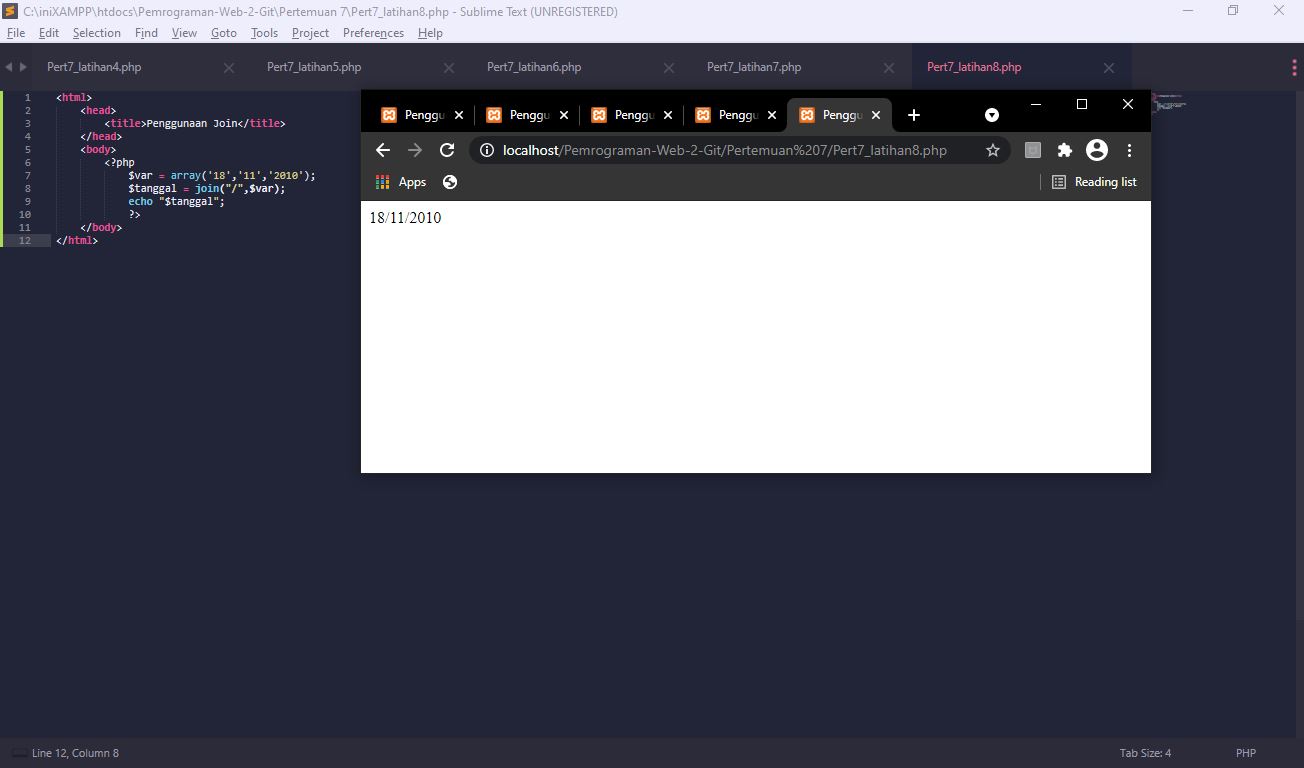 C:\iniXAMPP\htdocs\Pemrograman-Web-2-Git\Pertemuan 7\Pert7_latihan8.php - Sublime Text (UNREGISTERED)
File Edit Selection Find View Goto Tools Project Preferences Help
Pert7_latihan4.php Pert7_latihan5.php Pert7_latihan6.php Pert7_latihan7.php Pert7_latihan8.php
1 <html>
2 <head>
3 <title>Penggunaan Join</title>
4 </head>
5 <body>
6 <?php
7 $var = array('18','11','2010');
8 $tanggal = join("/",$var);
9 echo "$tanggal";
10 ?>
11 </body>
12 </html>
Penggu Penggu Penggu Penggu Penggu
localhost/Pemrograman-Web-2-Git/Pertemuan%207/Pert7_latihan8.php
Apps Reading list
18/11/2010
Line 12, Column 8 Tab Size: 4 PHP